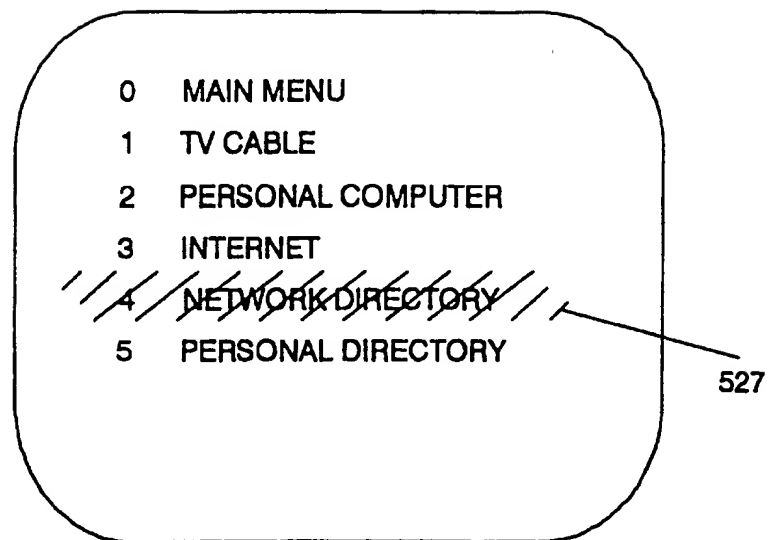 0 MAIN MENU
1 TV CABLE
2 PERSONAL COMPUTER
3 INTERNET
4 NETWORK DIRECTORY
5 PERSONAL DIRECTORY
527